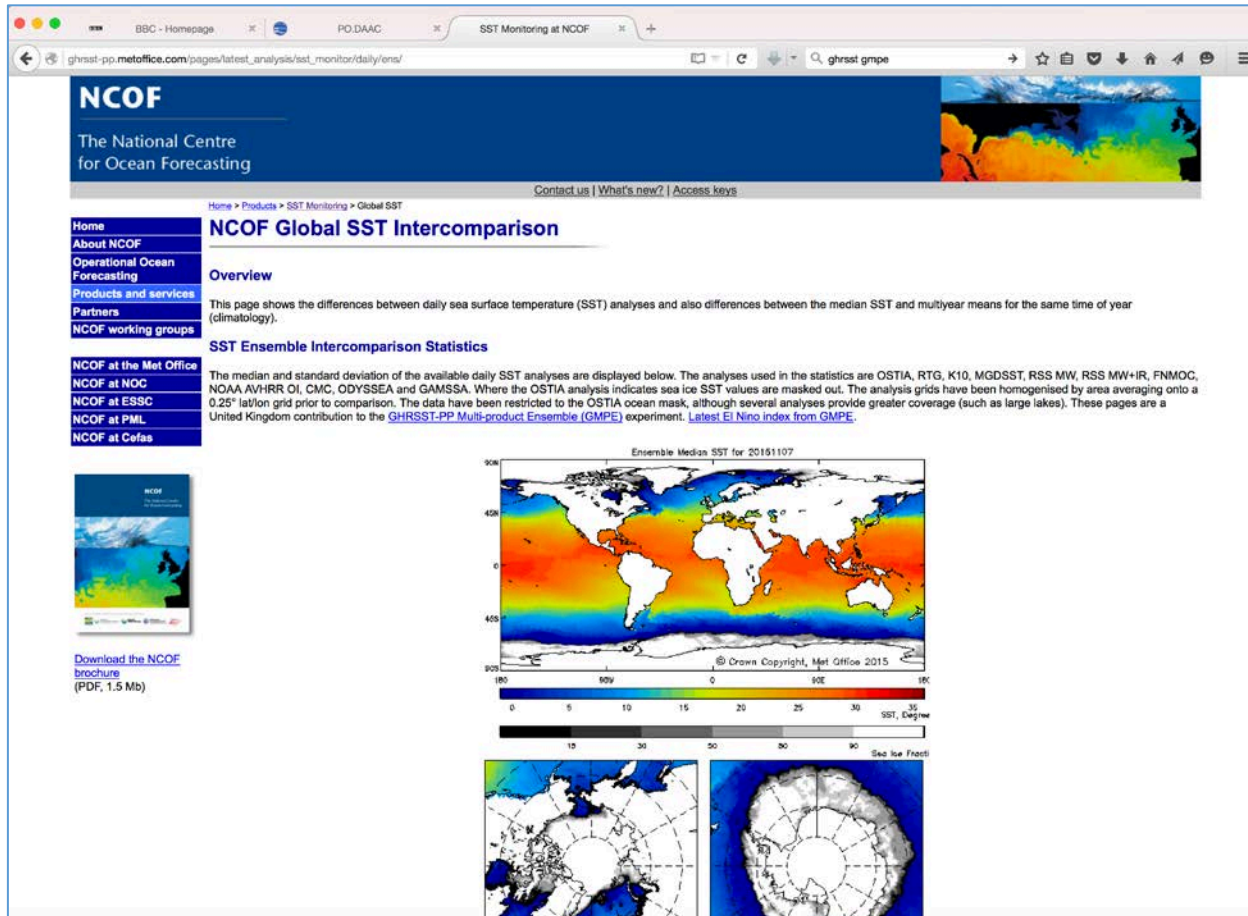 BBC - Homepage
PO.DAAC
SST Monitoring at NCOF
ghrsst-pp.metoffice.com/pages/latest_analysis/sst_monitor/daily/ens/
ghrsst gmpe
NCOF
The National Centre
for Ocean Forecasting
Contact us | What's new? | Access keys
Home > Products > SST Monitoring > Global SST
Home
About NCOF
Operational Ocean
Forecasting
Products and services
Partners
NCOF working groups
NCOF at the Met Office
NCOF at NOC
NCOF at ESSC
NCOF at PML
NCOF at Cefas
NCOF
Download the NCOF
brochure
(PDF, 1.5 Mb)
NCOF Global SST Intercomparison
Overview
This page shows the differences between daily sea surface temperature (SST) analyses and also differences between the median SST and multiyear means for the same time of year
(climatology).
SST Ensemble Intercomparison Statistics
The median and standard deviation of the available daily SST analyses are displayed below. The analyses used in the statistics are OSTIA, RTG, K10, MGDSST, RSS MW, RSS MW+IR, FNMOC,
NOAA AVHRR OI, CMC, ODYSSEA and GAMSSA. Where the OSTIA analysis indicates sea ice SST values are masked out. The analysis grids have been homogenised by area averaging onto a
0.25° lat/lon grid prior to comparison. The data have been restricted to the OSTIA ocean mask, although several analyses provide greater coverage (such as large lakes). These pages are a
United Kingdom contribution to the GHRSST-PP Multi-product Ensemble (GMPE) experiment. Latest El Nino index from GMPE.
Ensemble Median SST for 20161107
90N
45N
0
45S
90S
© Crown Copyright, Met Office 2015
180 90W 0 90E 180
0 5 10 15 20 25 30 35
SST, Degree
15 30 50 80 90
Sea Ice Fracti